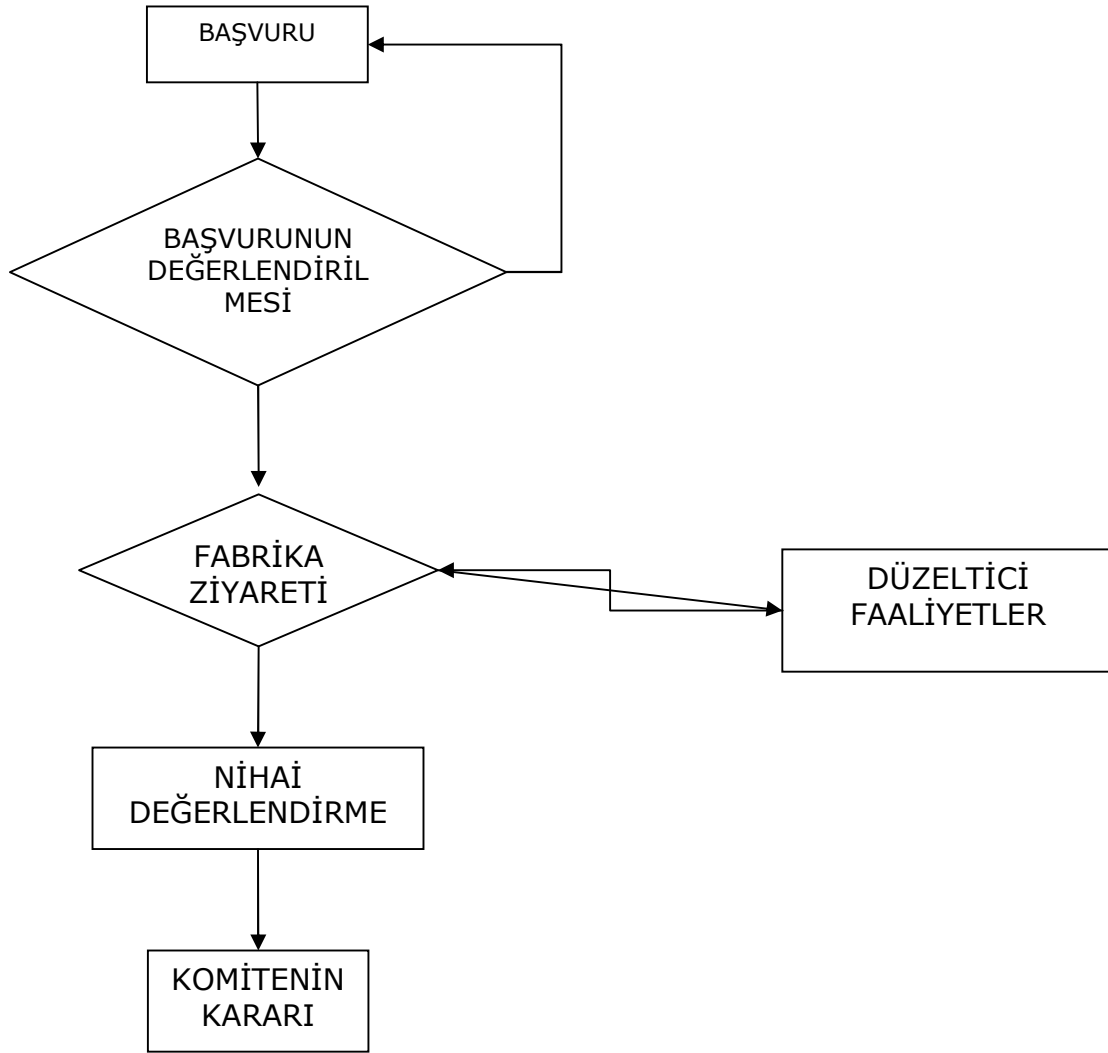 BAŞVURU
BAŞVURUNUN
DEĞERLENDİRİL
MESİ
FABRİKA
ZİYARETİ
DÜZELTİCİ
FAALİYETLER
NİHAİ
DEĞERLENDİRME
KOMİTENİN
KARARI